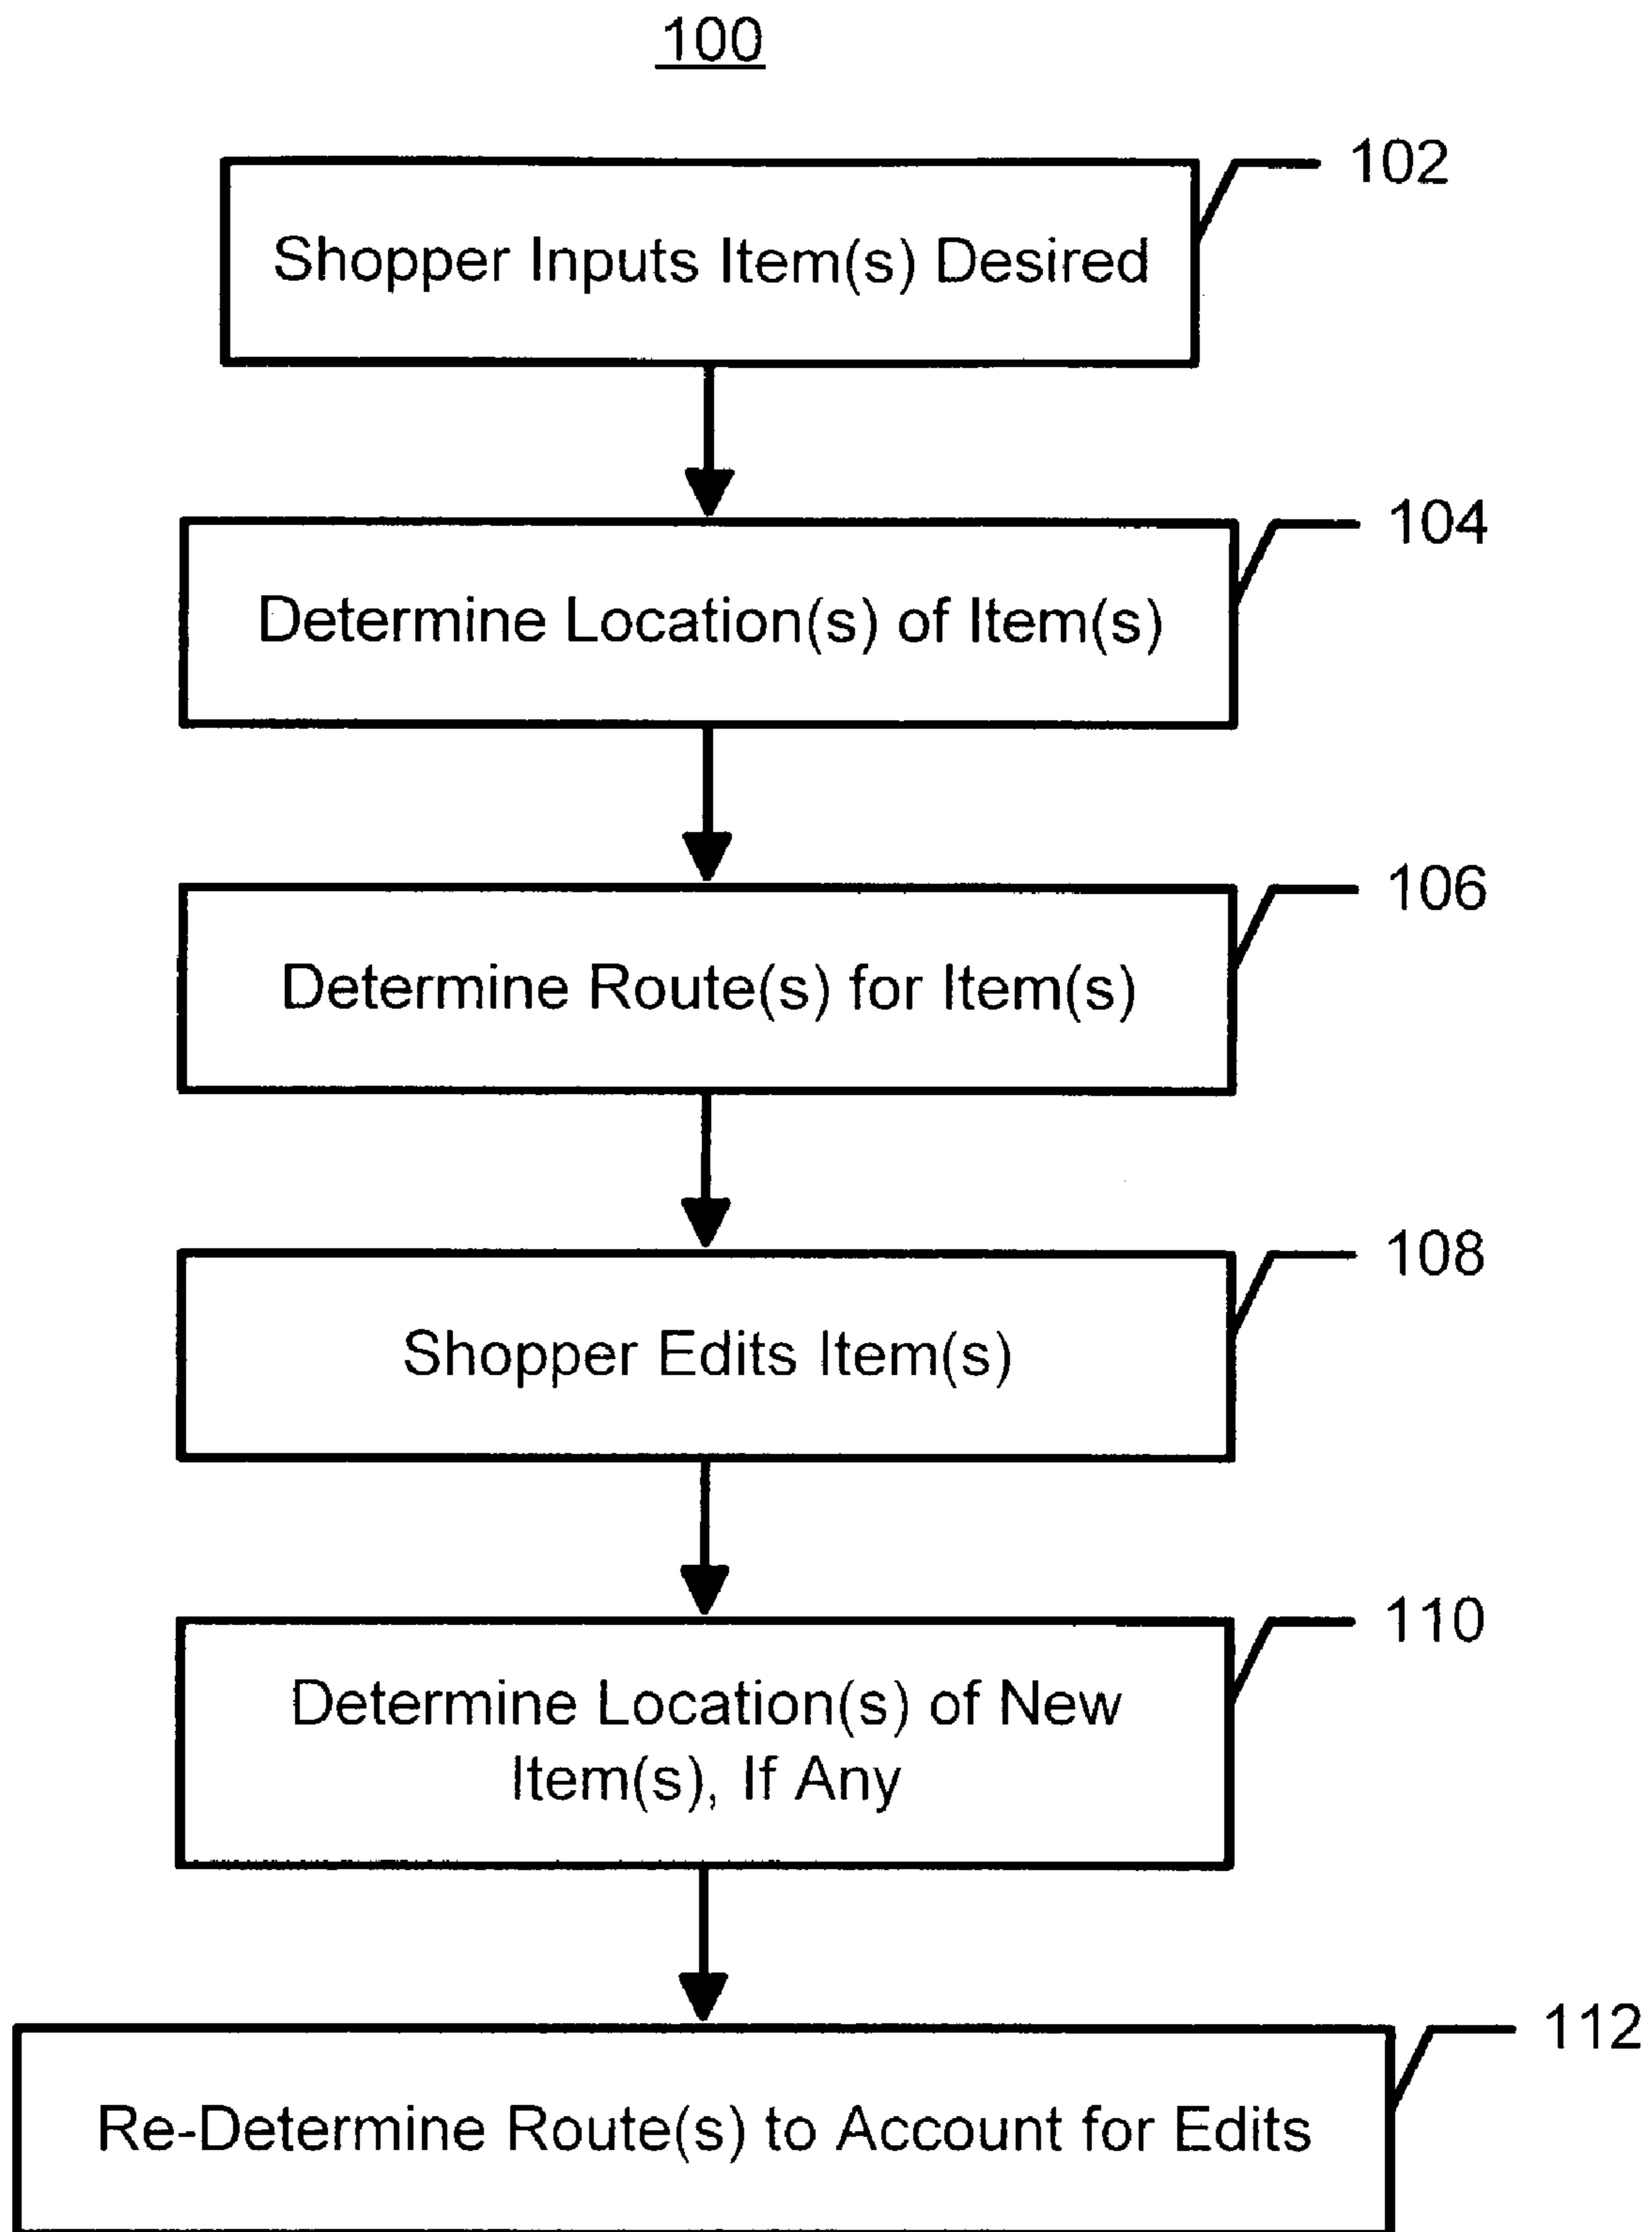 100
102
Shopper Inputs Item(s) Desired
104
Determine Location(s) of Item(s)
106
Determine Route(s) for Item(s)
108
Shopper Edits Item(s)
110
Determine Location(s) of New
Item(s), If Any
112
Re-Determine Route(s) to Account for Edits